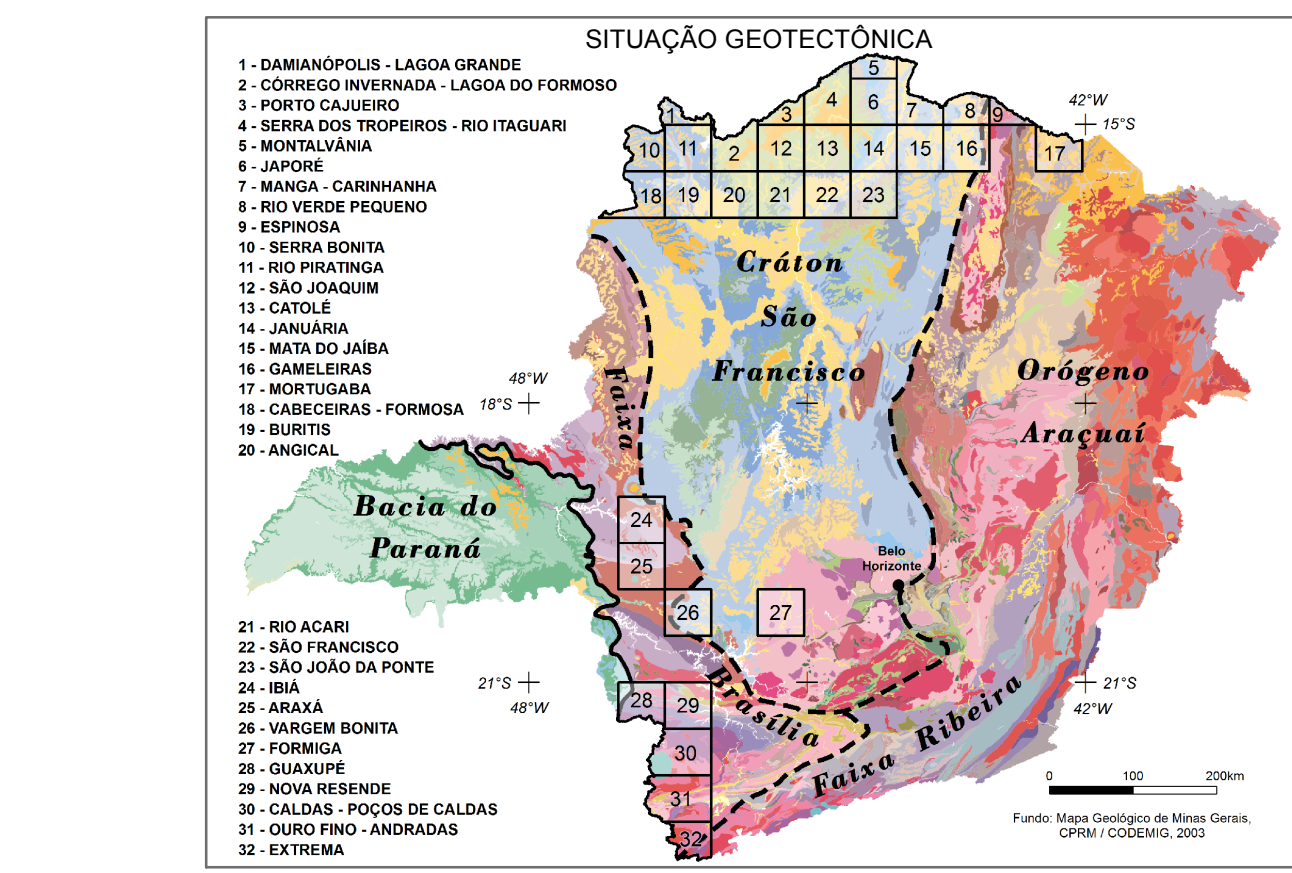 SITUAÇÃO GEOTECTÔNICA
1 - DAMIANÓPOLIS - LAGOA GRANDE
2 - CÓRREGO INVERNADA - LAGOA DO FORMOSO
3 - PORTO CAJUEIRO
4 - SERRA DOS TROPEIROS - RIO ITAGUARI
5 - MONTALVÂNIA
6 - JAPORÉ
7 - MANGA - CARINHANHA
8 - RIO VERDE PEQUENO
9 - ESPINOSA
10 - SERRA BONITA
11 - RIO PIRATINGA
12 - SÃO JOAQUIM
13 - CATOLÉ
14 - JANUÁRIA
15 - MATA DO JAÍBA
16 - GAMELEIRAS
17 - MORTUGABA
18 - CABECEIRAS - FORMOSA
19 - BURITIS
20 - ANGICAL
21 - RIO ACARI
22 - SÃO FRANCISCO
23 - SÃO JOÃO DA PONTE
24 - IBIÁ
25 - ARAXÁ
26 - VARGEM BONITA
27 - FORMIGA
28 - GUAXUPÉ
29 - NOVA RESENDE
30 - CALDAS - POÇOS DE CALDAS
31 - OURO FINO - ANDRADAS
32 - EXTREMA
5
4 6
1 3 7 8 9
42°W
15°S
10 11 2 12 13 14 15 16 17
18 19 20 21 22 23
Cráton
São
Francisco
Faixa
Orógeno
Araçuaí
48°W
18°S
Bacia do
Paraná
24
25
26
27
Belo
Horizonte
21°S
48°W
28
29
30
31
32
Brasília
Faixa Ribeira
21°S
42°W
0 100 200km
Fundo: Mapa Geológico de Minas Gerais,
CPRM / CODEMIG, 2003